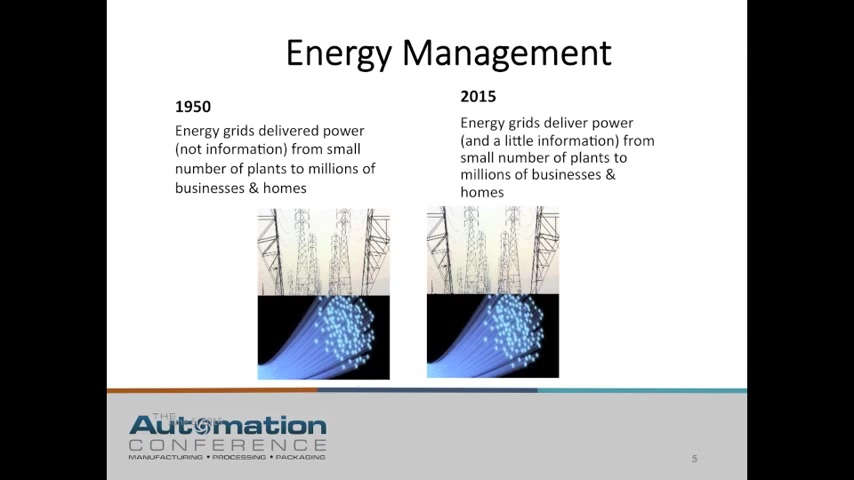 Energy Management
1950
Energy grids delivered power
(not information) from small
number of plants to millions of
businesses & homes
2015
Energy grids deliver power
(and a little information) from
small number of plants to
millions of businesses &
homes
THE
Automation
CONFERENCE
MANUFACTURING • PROCESSING • PACKAGING
5